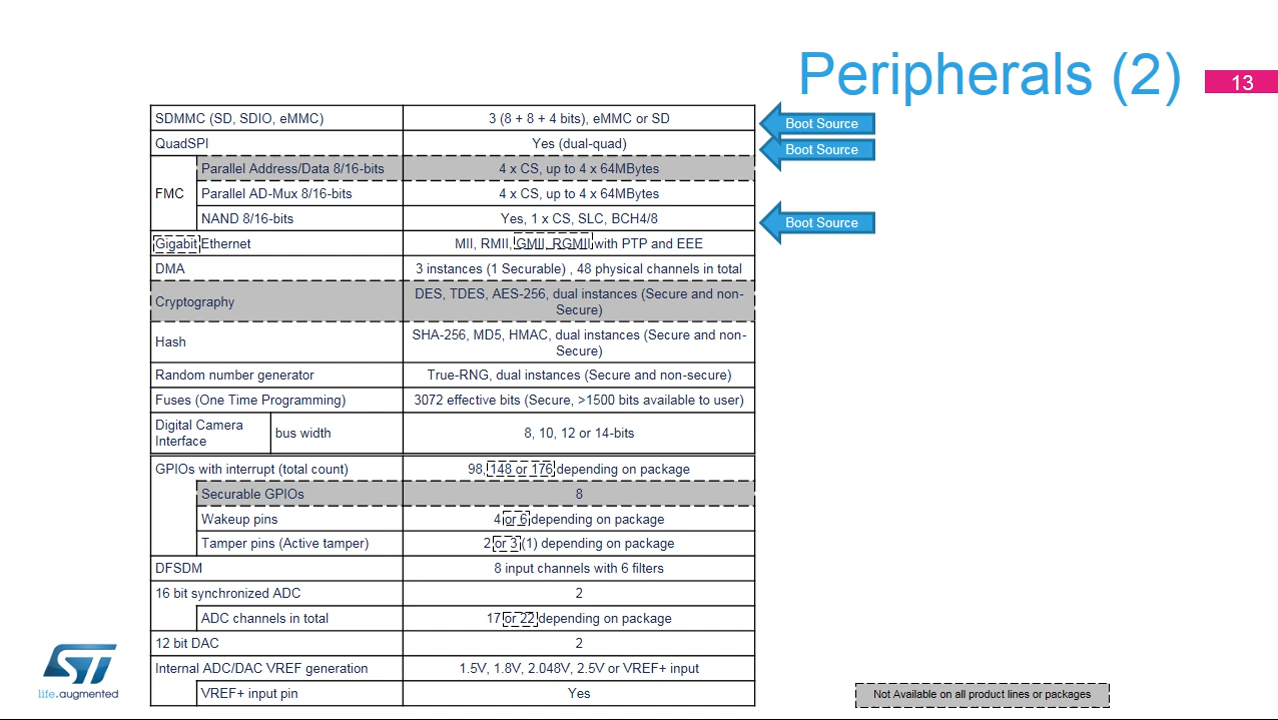 Peripherals (2)
13
SDMMC (SD, SDIO, eMMC) 3 (8 + 8 + 4 bits), eMMC or SD
Boot Source
QuadSPI Yes (dual-quad)
Boot Source
FMC
Parallel Address/Data 8/16-bits 4 x CS, up to 4 x 64MBytes
Parallel AD-Mux 8/16-bits 4 x CS, up to 4 x 64MBytes
NAND 8/16-bits Yes, 1 x CS, SLC, BCH4/8
Boot Source
Gigabit Ethernet MII, RMII, GMII, RGMII with PTP and EEE
DMA 3 instances (1 Securable) , 48 physical channels in total
Cryptography DES, TDES, AES-256, dual instances (Secure and non-
Secure)
Hash SHA-256, MD5, HMAC, dual instances (Secure and non-
Secure)
Random number generator True-RNG, dual instances (Secure and non-secure)
Fuses (One Time Programming) 3072 effective bits (Secure, >1500 bits available to user)
Digital Camera
Interface
bus width 8, 10, 12 or 14-bits
GPIOs with interrupt (total count) 98, 148 or 176 depending on package
Securable GPIOs 8
Wakeup pins 4 or 6 depending on package
Tamper pins (Active tamper) 2 or 3 (1) depending on package
DFSDM 8 input channels with 6 filters
16 bit synchronized ADC 2
ADC channels in total 17 or 22 depending on package
12 bit DAC 2
Internal ADC/DAC VREF generation 1.5V, 1.8V, 2.048V, 2.5V or VREF+ input
VREF+ input pin Yes
ST
life.augmented
Not Available on all product lines or packages